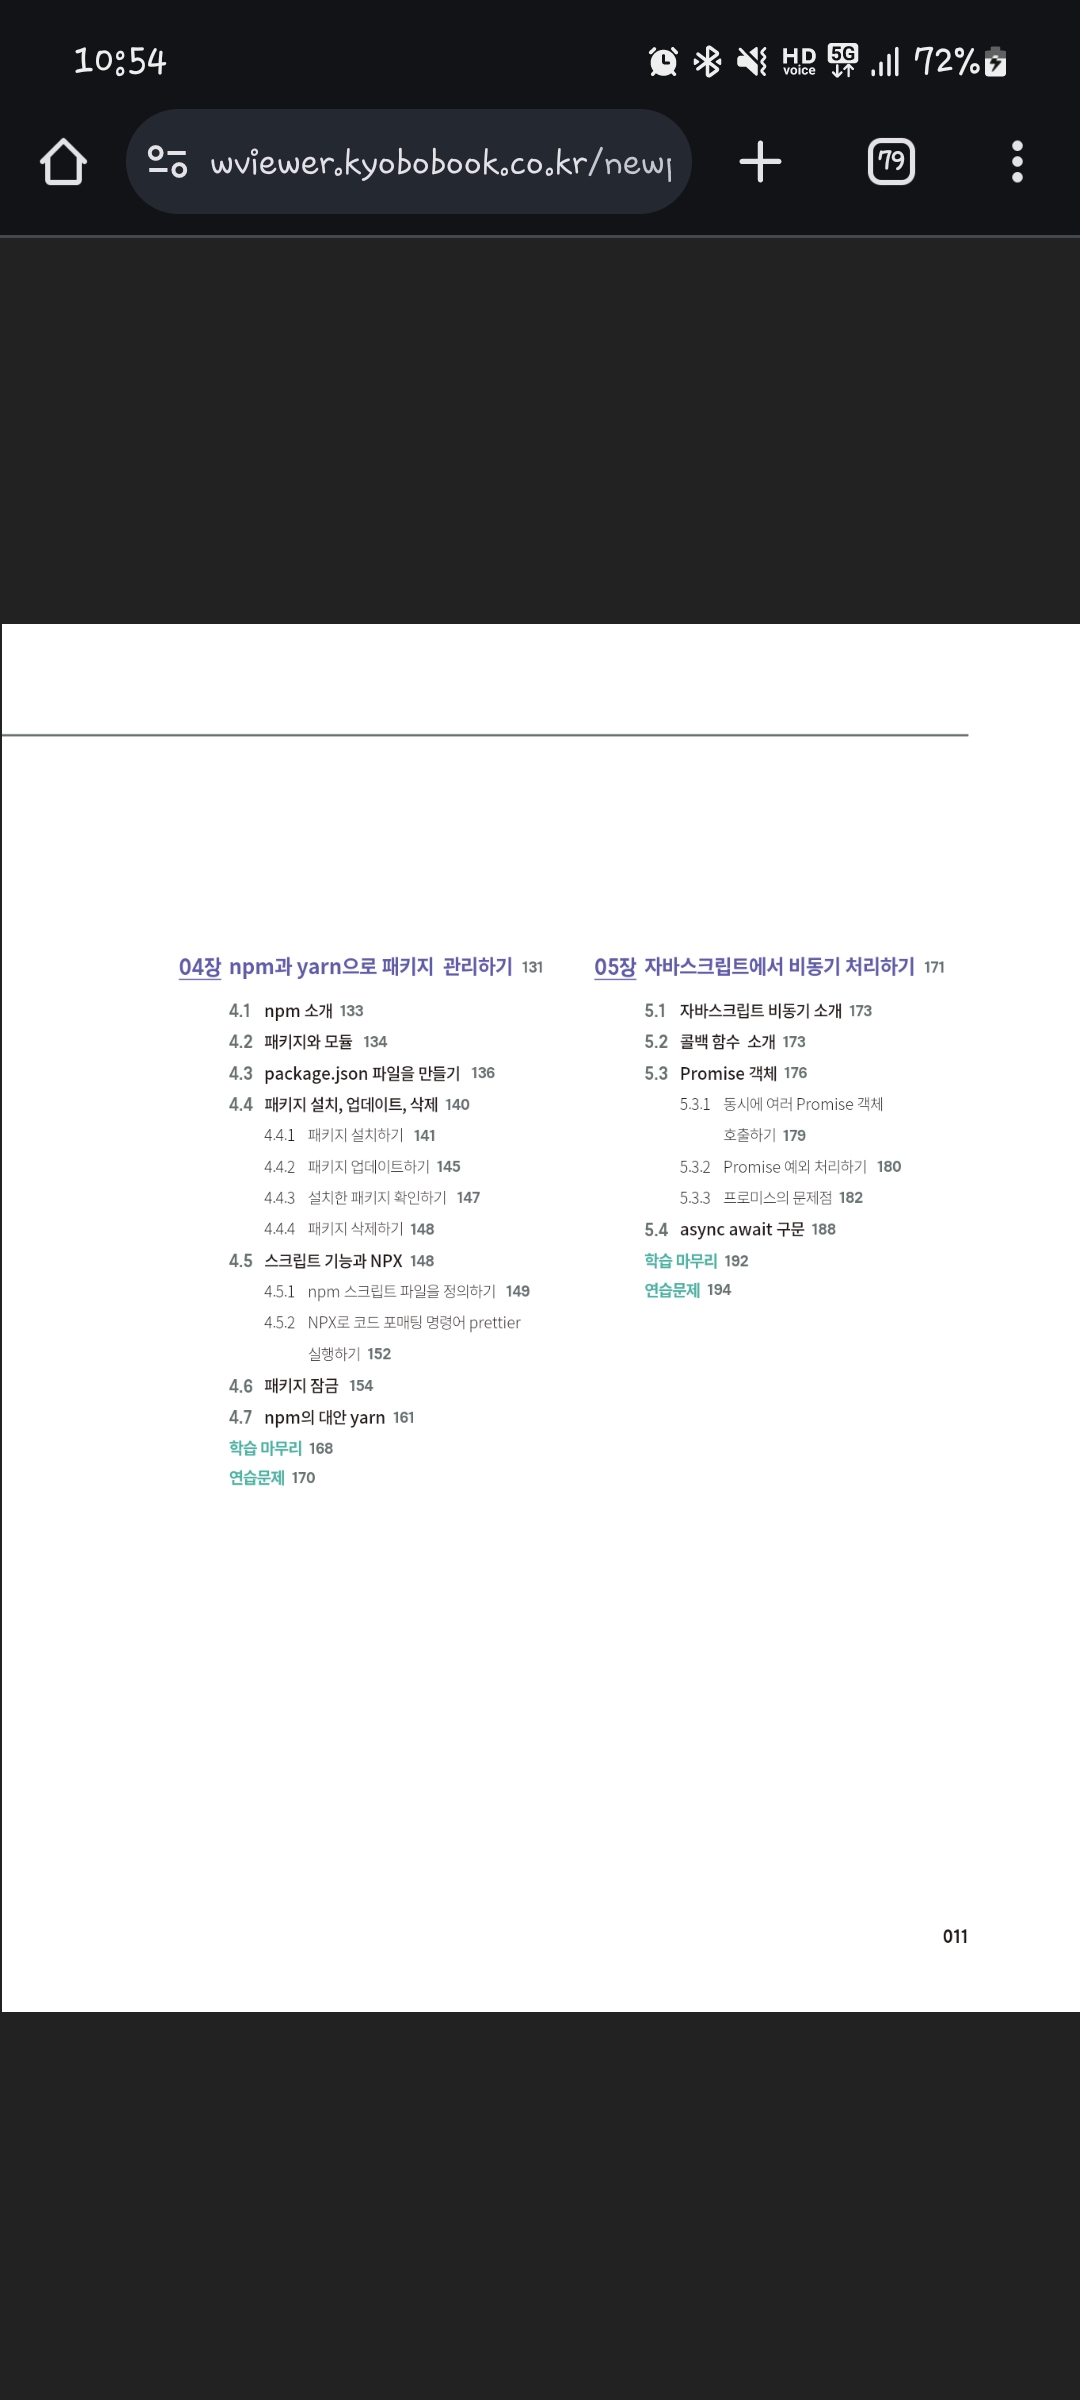 10:54
HD voice 5G 72%
wviewer.kyobobook.co.kr/newp
79
04장 npm과 yarn으로 패키지 관리하기 131
4.1 npm 소개 133
4.2 패키지와 모듈 134
4.3 package.json 파일을 만들기 136
4.4 패키지 설치, 업데이트, 삭제 140
4.4.1 패키지 설치하기 141
4.4.2 패키지 업데이트하기 145
4.4.3 설치한 패키지 확인하기 147
4.4.4 패키지 삭제하기 148
4.5 스크립트 기능과 NPX 148
4.5.1 npm 스크립트 파일을 정의하기 149
4.5.2 NPX로 코드 포매팅 명령어 prettier
실행하기 152
4.6 패키지 잠금 154
4.7 npm의 대안 yarn 161
학습 마무리 168
연습문제 170
05장 자바스크립트에서 비동기 처리하기 171
5.1 자바스크립트 비동기 소개 173
5.2 콜백 함수 소개 173
5.3 Promise 객체 176
5.3.1 동시에 여러 Promise 객체
호출하기 179
5.3.2 Promise 예외 처리하기 180
5.3.3 프로미스의 문제점 182
5.4 async await 구문 188
학습 마무리 192
연습문제 194
011